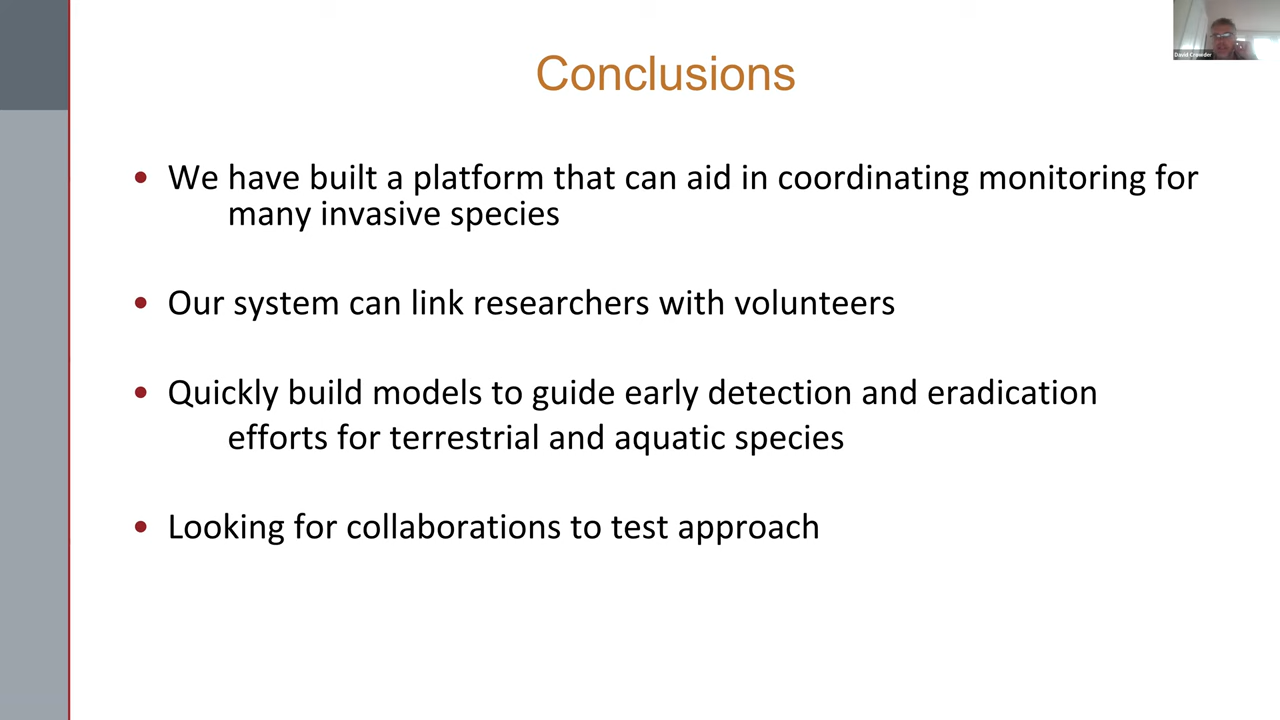 Conclusions
David Crowder
• We have built a platform that can aid in coordinating monitoring for
many invasive species
• Our system can link researchers with volunteers
• Quickly build models to guide early detection and eradication
efforts for terrestrial and aquatic species
• Looking for collaborations to test approach